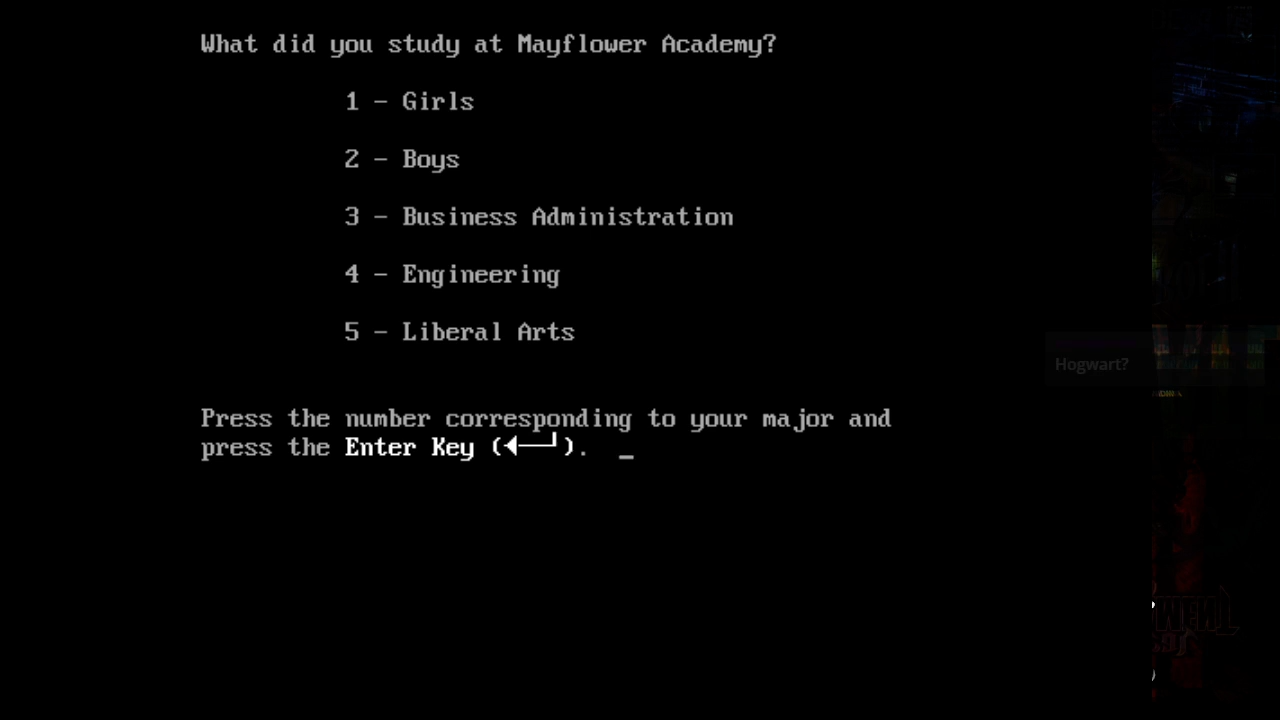 What did you study at Mayflower Academy?
1 - Girls
2 - Boys
3 - Business Administration
4 - Engineering
5 - Liberal Arts
Hogwart?
Press the number corresponding to your major and
press the Enter Key (◄─┘). _